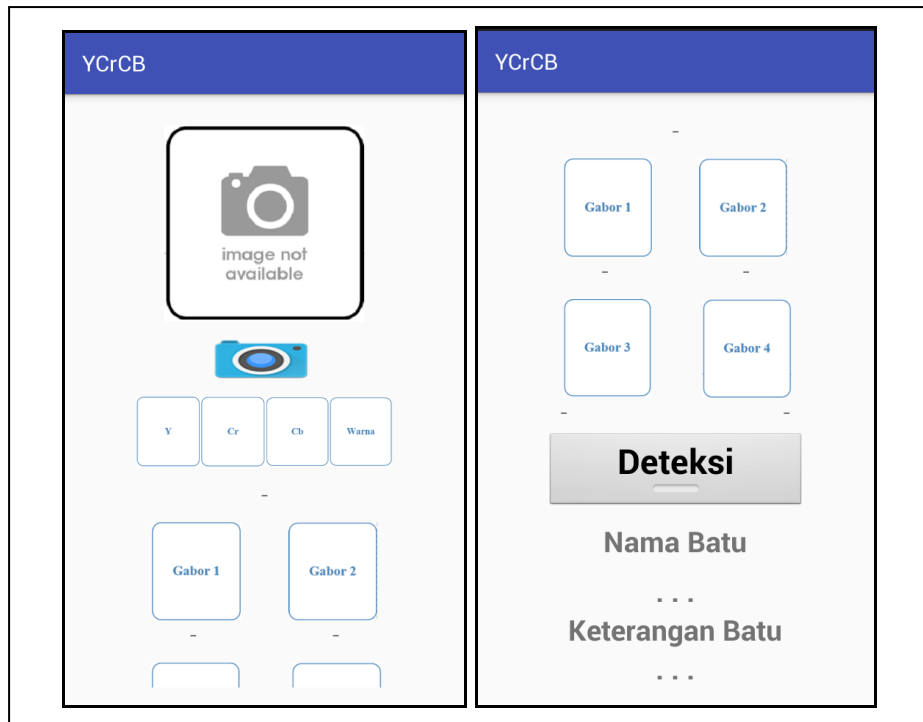 YCrCB
image not
available
Y Cr Cb Warna
-
Gabor 1 Gabor 2
- -
YCrCB
-
Gabor 1 Gabor 2
- -
Gabor 3 Gabor 4
- -
Deteksi
Nama Batu
...
Keterangan Batu
...